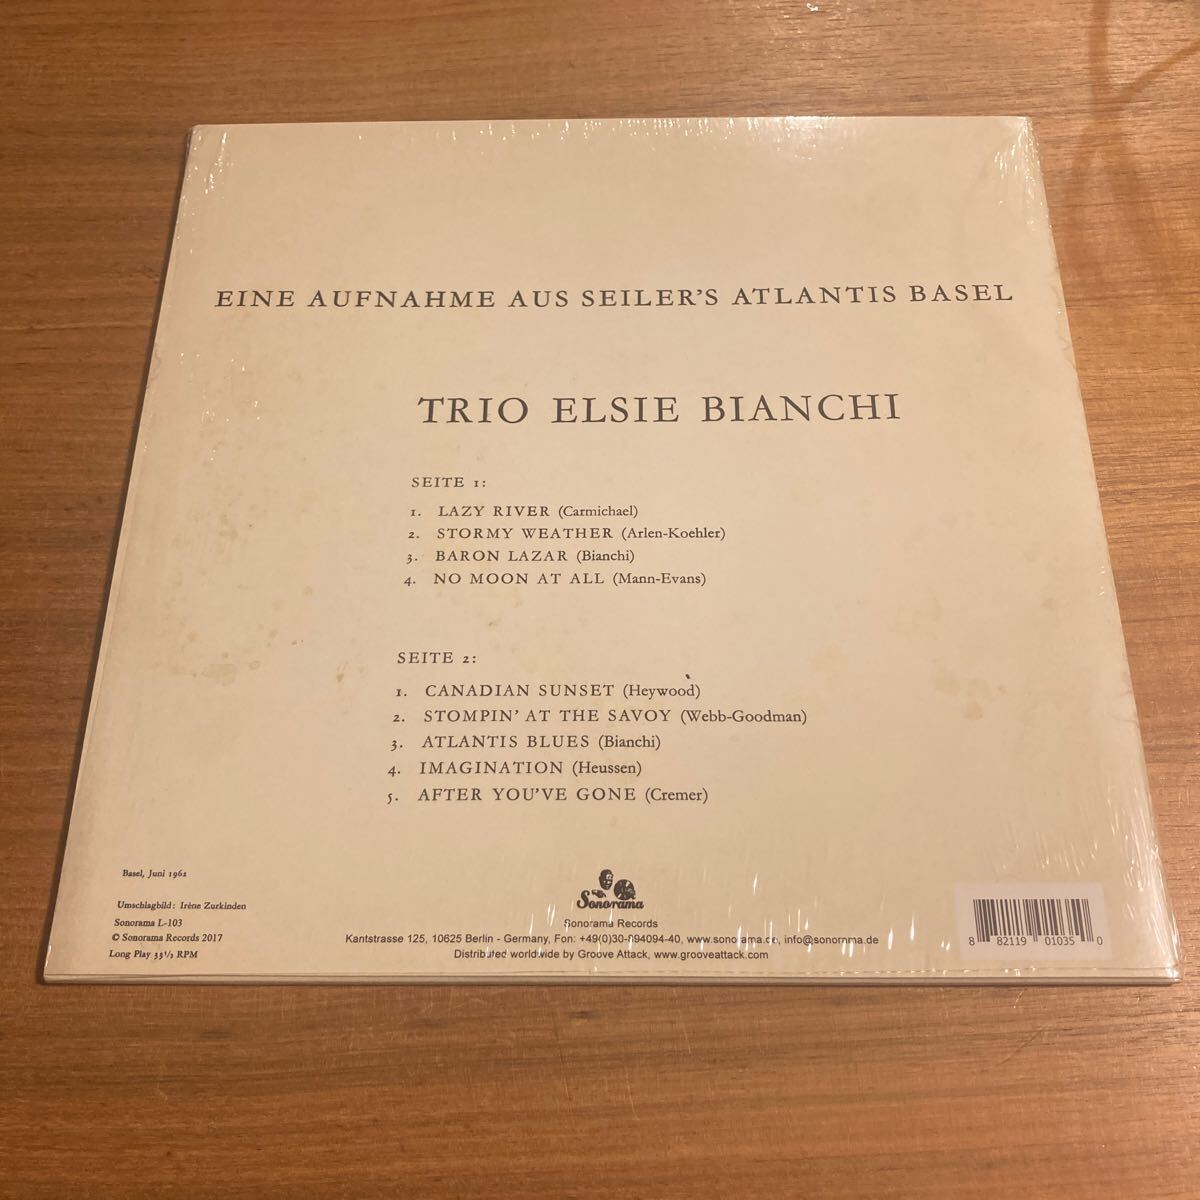 EINE AUFNAHME AUS SEILER'S ATLANTIS BASEL
TRIO ELSIE BIANCHI
SEITE 1:
1. LAZY RIVER (Carmichael)
2. STORMY WEATHER (Arlen-Koehler)
3. BARON LAZAR (Bianchi)
4. NO MOON AT ALL (Mann-Evans)
SEITE 2:
1. CANADIAN SUNSET (Heywood)
2. STOMPIN' AT THE SAVOY (Webb-Goodman)
3. ATLANTIS BLUES (Bianchi)
4. IMAGINATION (Heussen)
5. AFTER YOU'VE GONE (Cremer)
Basel, Juni 1962
Umschlagbild: Irène Zurkinden
Sonorama L-103
© Sonorama Records 2017
Long Play 33 1/3 RPM
Sonorama
Sonorama Records
Kantstrasse 125, 10625 Berlin - Germany, Fon: +49(0)30-894094-40, www.sonorama.de, info@sonorama.de
Distributed worldwide by Groove Attack, www.grooveattack.com
8 82119 01035 0